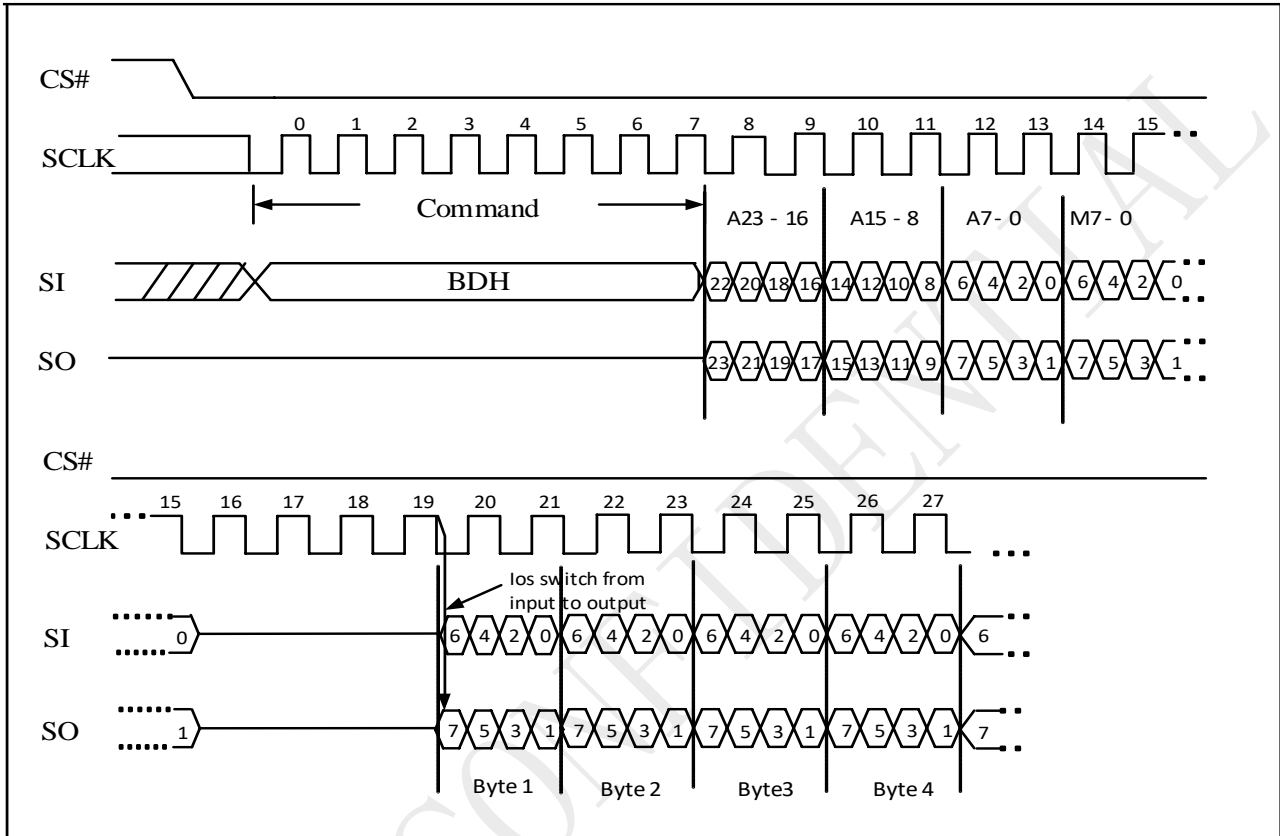 CS#
0 1 2 3 4 5 6 7 8 9 10 11 12 13 14 15
SCLK
Command
A23 - 16 A15 - 8 A7 - 0 M7 - 0
SI BDH 22 20 18 16 14 12 10 8 6 4 2 0 6 4 2 0
SO 23 21 19 17 15 13 11 9 7 5 3 1 7 5 3 1
CS#
15 16 17 18 19 20 21 22 23 24 25 26 27
SCLK
Ios switch from
input to output
SI 0 6 4 2 0 6 4 2 0 6 4 2 0 6 4 2 0 6
SO 1 7 5 3 1 7 5 3 1 7 5 3 1 7 5 3 1 7
Byte 1 Byte 2 Byte3 Byte 4
CONFIDENTIAL